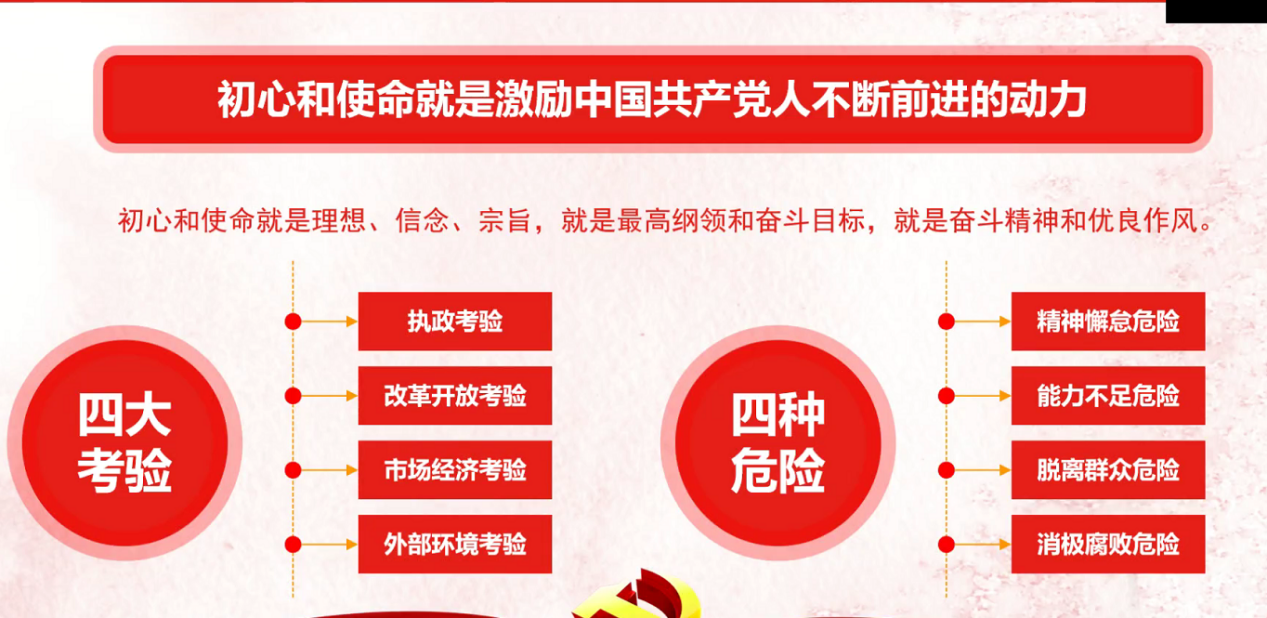 初心和使命就是激励中国共产党人不断前进的动力
初心和使命就是理想、信念、宗旨，就是最高纲领和奋斗目标，就是奋斗精神和优良作风。
四大
考验
执政考验
改革开放考验
市场经济考验
外部环境考验
四种
危险
精神懈怠危险
能力不足危险
脱离群众危险
消极腐败危险